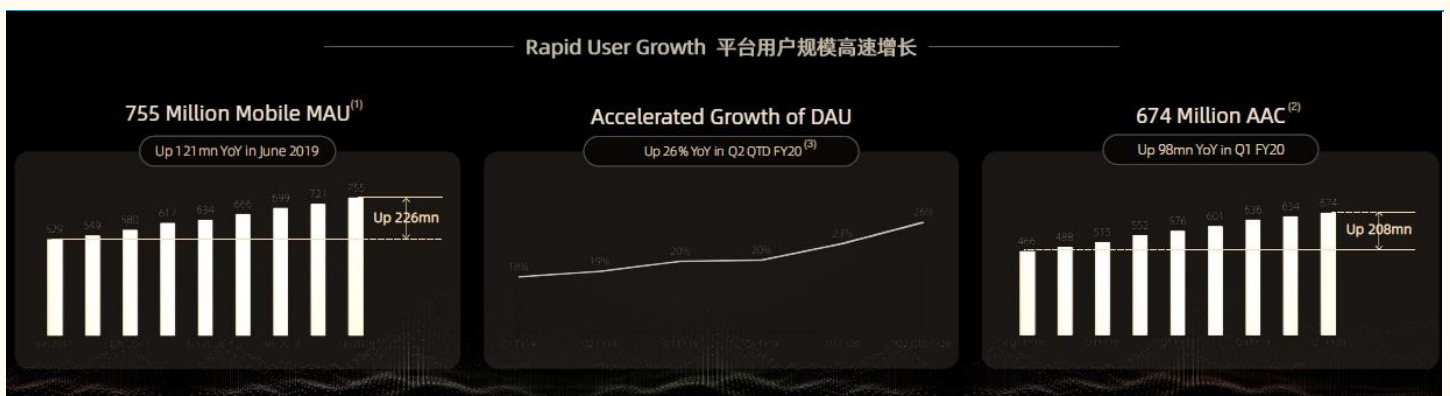 Rapid User Growth 平台用户规模高速增长
755 Million Mobile MAU(1)
Up 121mn YoY in June 2019
529 549 580 617 634 666 699 721 755
Up 226mn
Accelerated Growth of DAU
Up 26% YoY in Q2 QTD FY20(3)
18% 19% 20% 20% 23% 26%
674 Million AAC(2)
Up 98mn YoY in Q1 FY20
466 488 515 552 576 601 636 654 674
Up 208mn